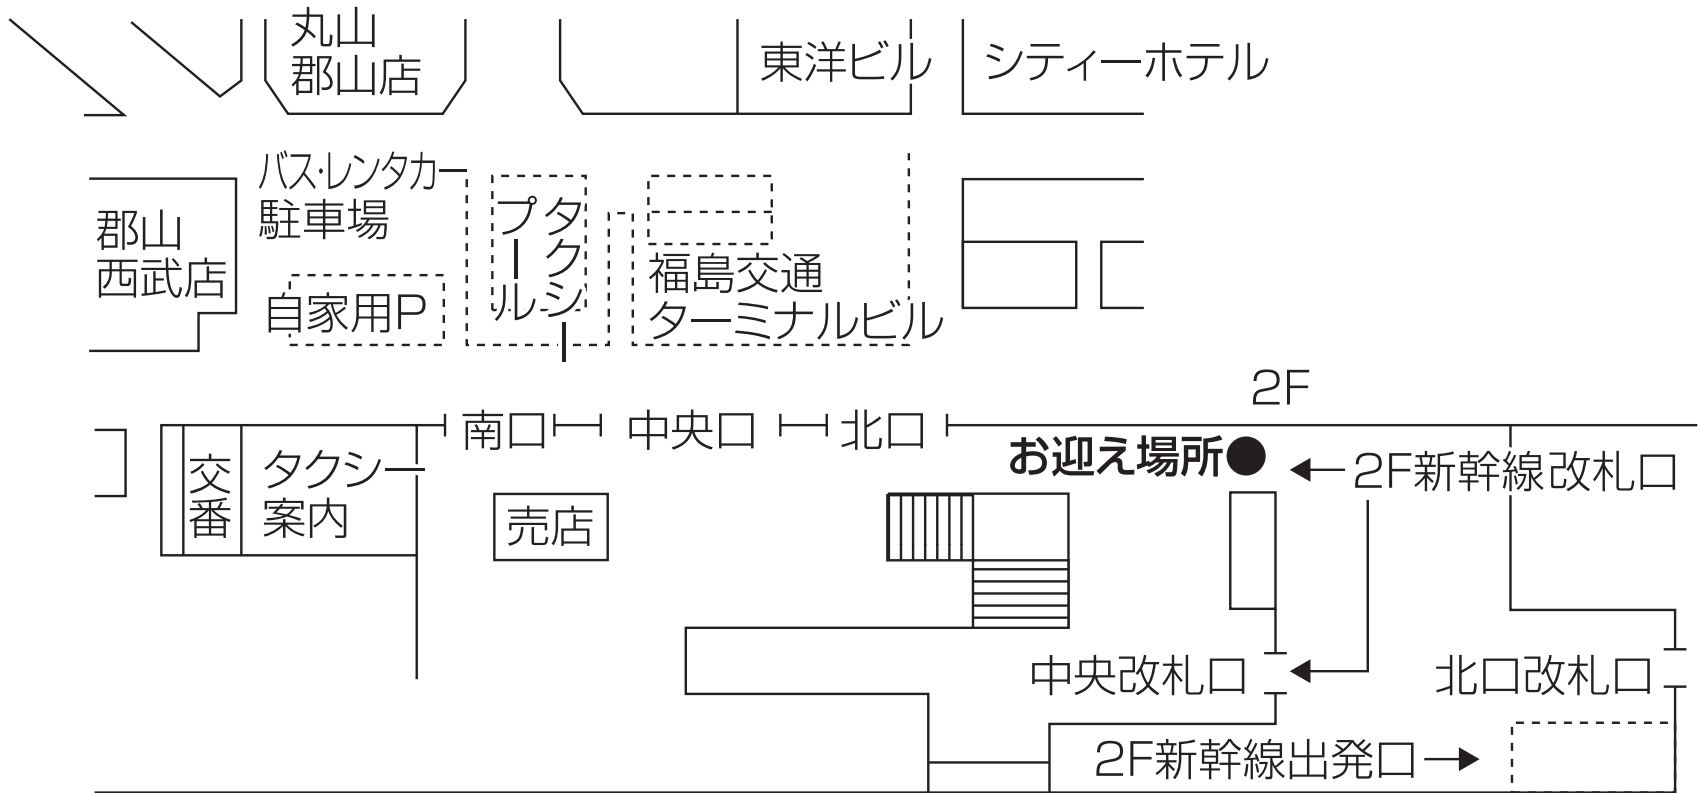 丸山
郡山店
東洋ビル
シティーホテル
バス・レンタカー
駐車場
郡山
西武店
自家用P
タクシー
プール
福島交通
ターミナルビル
2F
南口
中央口
北口
お迎え場所
2F新幹線改札口
交番
タクシー
案内
売店
中央改札口
北口改札口
2F新幹線出発口